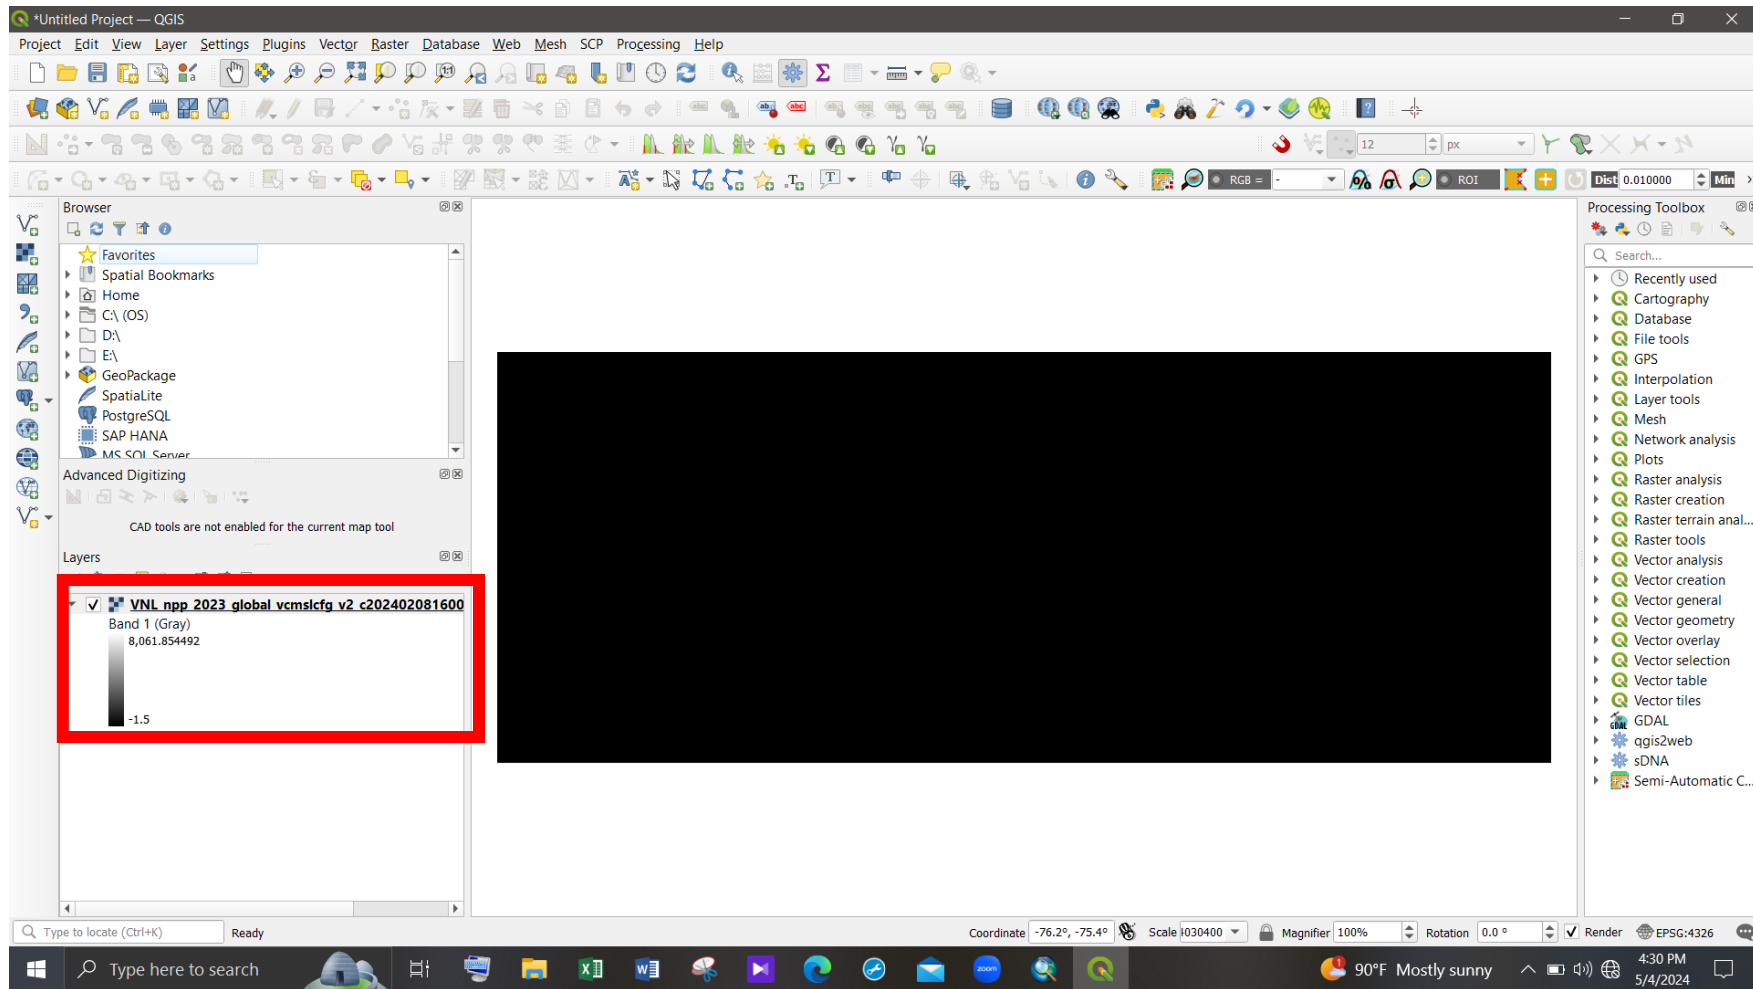 *Untitled Project — QGIS
Project Edit View Layer Settings Plugins Vector Raster Database Web Mesh SCP Processing Help
12 px
RGB = - ROI Dist 0.010000 Min
Browser
Favorites
Spatial Bookmarks
Home
C:\ (OS)
D:\
E:\
GeoPackage
SpatiaLite
PostgreSQL
SAP HANA
MS SQL Server
Advanced Digitizing
CAD tools are not enabled for the current map tool
Layers
VNL_npp_2023_global_vcmslcfg_v2_c202402081600
Band 1 (Gray)
8,061.854492
-1.5
Processing Toolbox
Search...
Recently used
Cartography
Database
File tools
GPS
Interpolation
Layer tools
Mesh
Network analysis
Plots
Raster analysis
Raster creation
Raster terrain anal...
Raster tools
Vector analysis
Vector creation
Vector general
Vector geometry
Vector overlay
Vector selection
Vector table
Vector tiles
GDAL
qgis2web
sDNA
Semi-Automatic C...
Type to locate (Ctrl+K) Ready Coordinate -76.2°, -75.4° Scale 030400 Magnifier 100% Rotation 0.0 ° Render EPSG:4326
Type here to search 90°F Mostly sunny 4:30 PM
5/4/2024